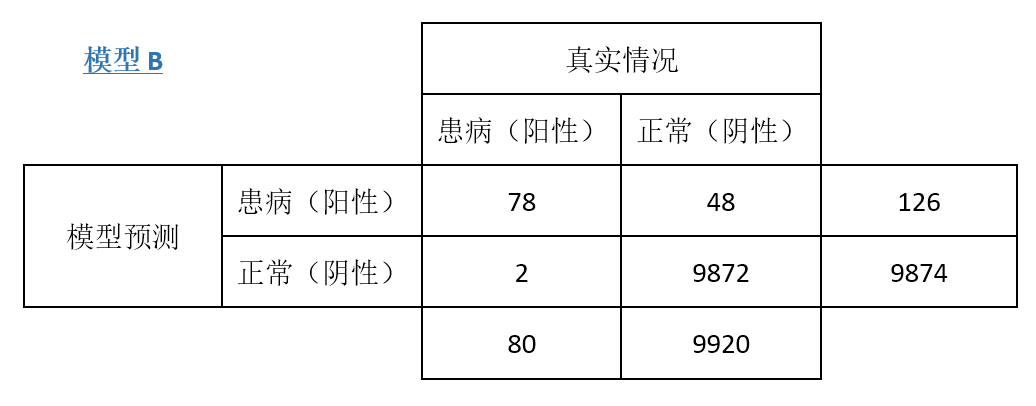 模型 B
真实情况
患病（阳性） 正常（阴性）
模型预测
患病（阳性） 78 48 126
正常（阴性） 2 9872 9874
80 9920